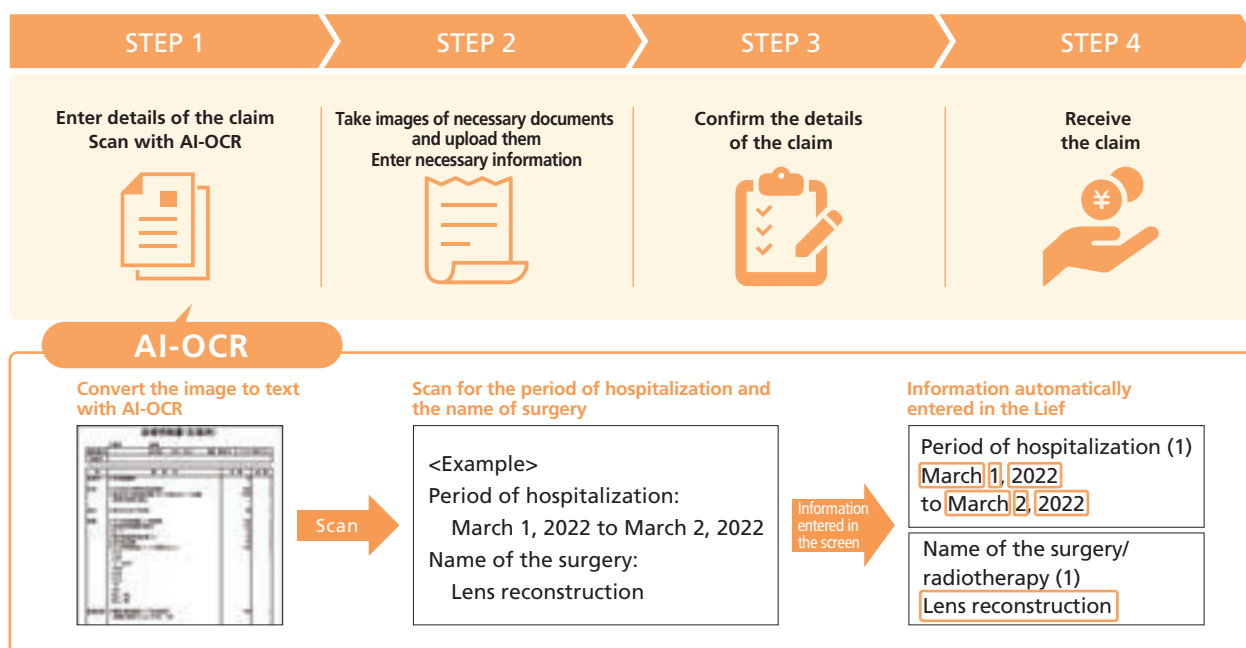 STEP 1
STEP 2
STEP 3
STEP 4
Enter details of the claim
Scan with AI-OCR
Take images of necessary documents
and upload them
Enter necessary information
Confirm the details
of the claim
Receive
the claim
¥
AI-OCR
Convert the image to text
with AI-OCR
Scan
Scan for the period of hospitalization and
the name of surgery
<Example>
Period of hospitalization:
March 1, 2022 to March 2, 2022
Name of the surgery:
Lens reconstruction
Information
entered in
the screen
Information automatically
entered in the Lief
Period of hospitalization (1)
March 1, 2022
to March 2, 2022
Name of the surgery/
radiotherapy (1)
Lens reconstruction